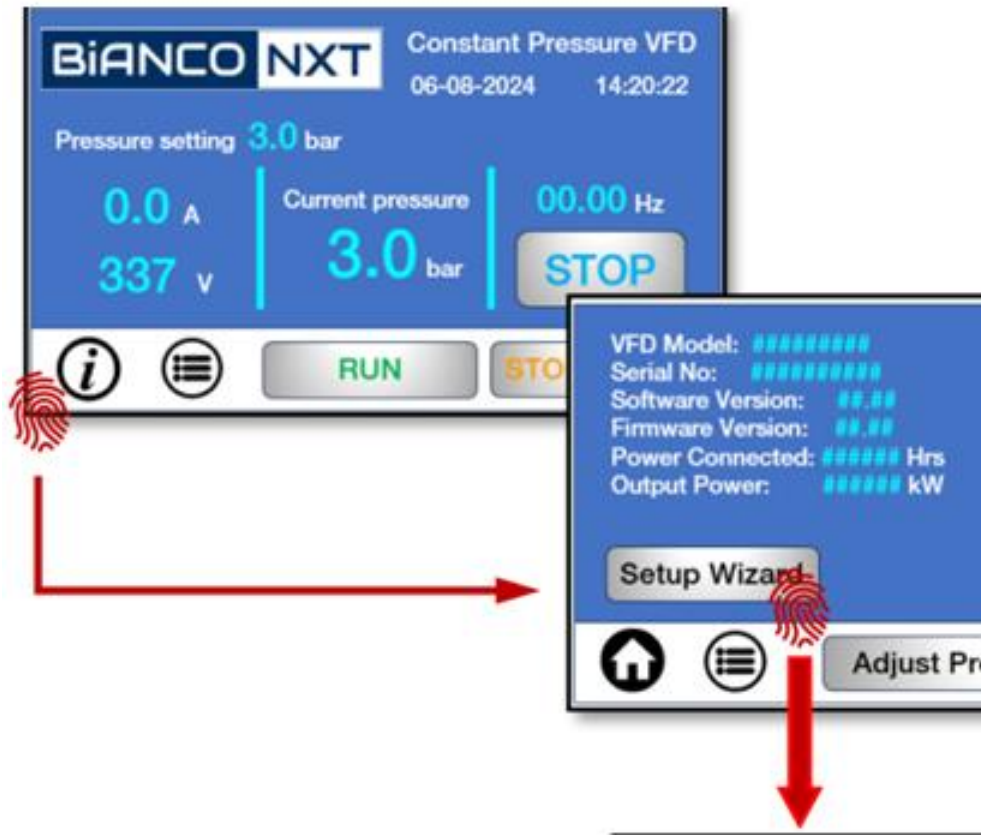 BiANCO NXT
Constant Pressure VFD
06-08-2024 14:20:22
Pressure setting 3.0 bar
0.0 A
337 V
Current pressure
3.0 bar
00.00 Hz
STOP
i
RUN
STO
VFD Model: #########
Serial No: ##########
Software Version: ##.##
Firmware Version: ##.##
Power Connected: ###### Hrs
Output Power: ###### kW
Setup Wizard
Adjust Pr